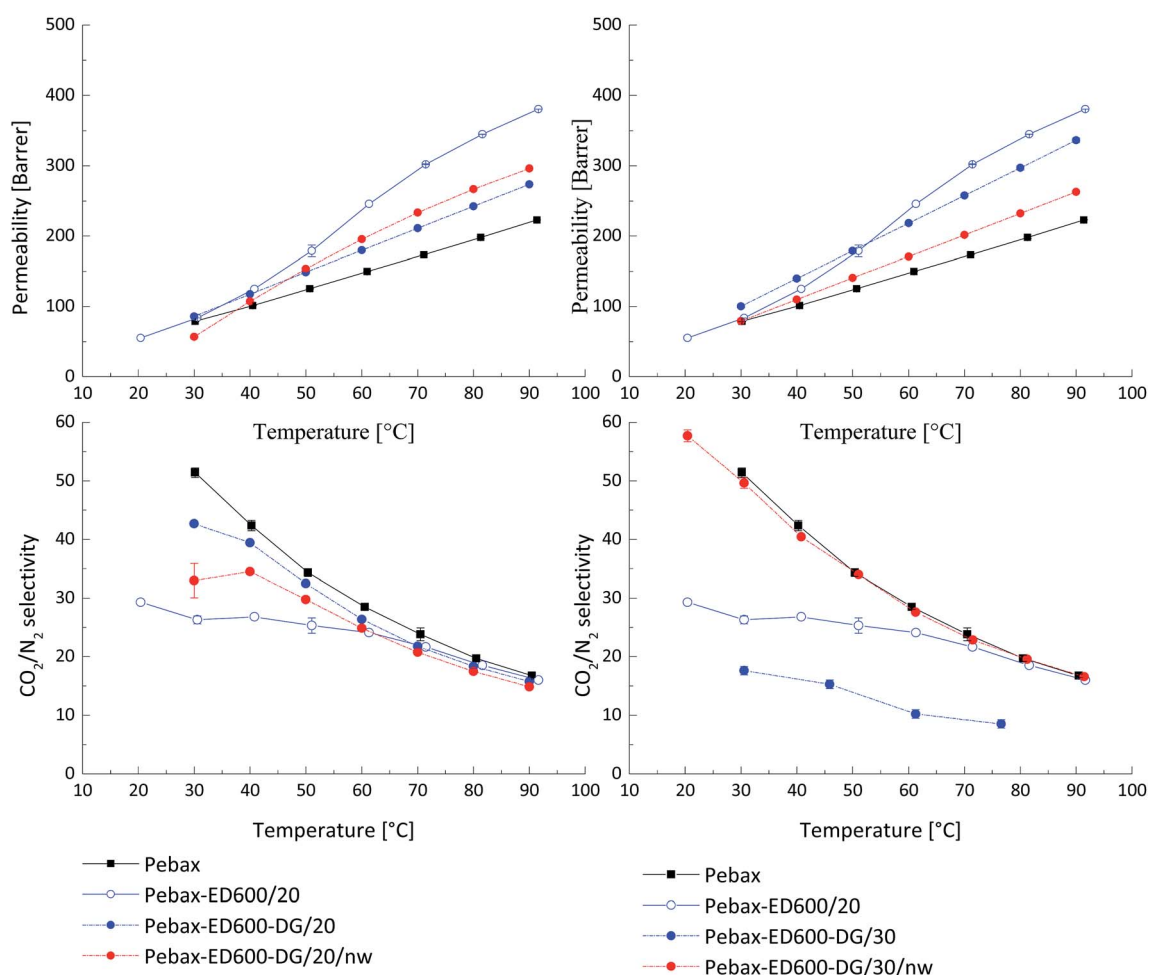 Permeability [Barrer]
500
400
300
200
100
0
10 20 30 40 50 60 70 80 90 100
Temperature [°C]
Permeability [Barrer]
500
400
300
200
100
0
10 20 30 40 50 60 70 80 90 100
Temperature [°C]
CO2/N2 selectivity
60
50
40
30
20
10
0
10 20 30 40 50 60 70 80 90 100
Temperature [°C]
Pebax
Pebax-ED600/20
Pebax-ED600-DG/20
Pebax-ED600-DG/20/nw
CO2/N2 selectivity
60
50
40
30
20
10
0
10 20 30 40 50 60 70 80 90 100
Temperature [°C]
Pebax
Pebax-ED600/20
Pebax-ED600-DG/30
Pebax-ED600-DG/30/nw